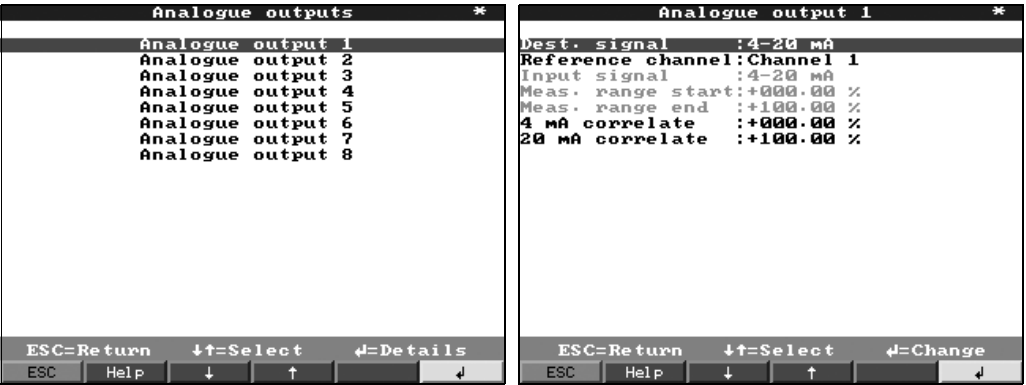 Analogue outputs *
Analogue output 1
Analogue output 2
Analogue output 3
Analogue output 4
Analogue output 5
Analogue output 6
Analogue output 7
Analogue output 8
ESC=Return ↓↑=Select ↵=Details
ESC Help ↓ ↑ ↵
Analogue output 1 *
Dest. signal :4-20 mA
Reference channel:Channel 1
Input signal :4-20 mA
Meas. range start:+000.00 %
Meas. range end :+100.00 %
4 mA correlate :+000.00 %
20 mA correlate :+100.00 %
ESC=Return ↓↑=Select ↵=Change
ESC Help ↓ ↑ ↵